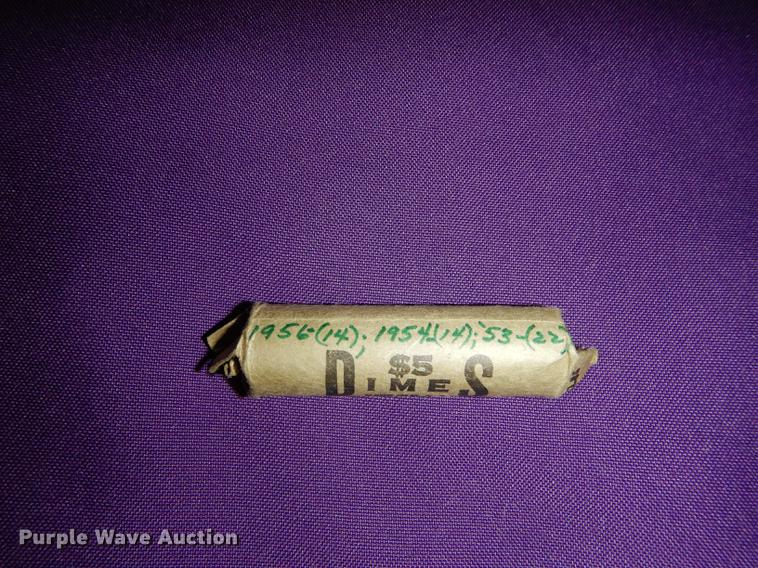 1956-(14); 1954-(14); '53-(22)
$5
DIMES
Purple Wave Auction